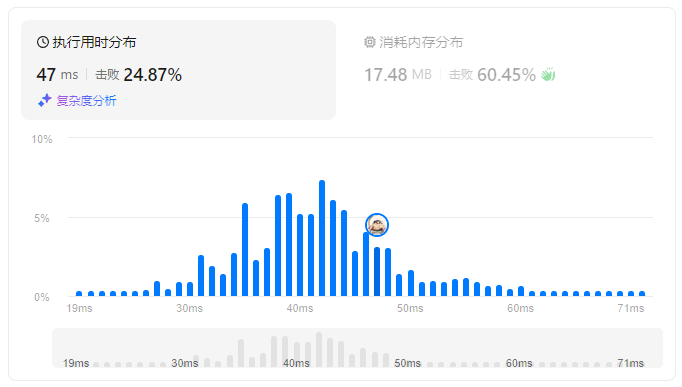 执行用时分布
47 ms | 击败 24.87%
复杂度分析
消耗内存分布
17.48 MB | 击败 60.45%
10%
5%
0%
19ms 30ms 40ms 50ms 60ms 71ms
19ms 30ms 40ms 50ms 60ms 71ms